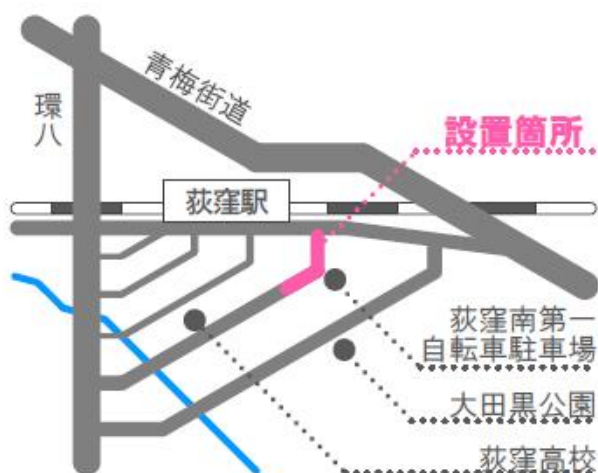 青梅街道
環八
設置箇所
荻窪駅
荻窪南第一
自転車駐車場
大田黒公園
荻窪高校